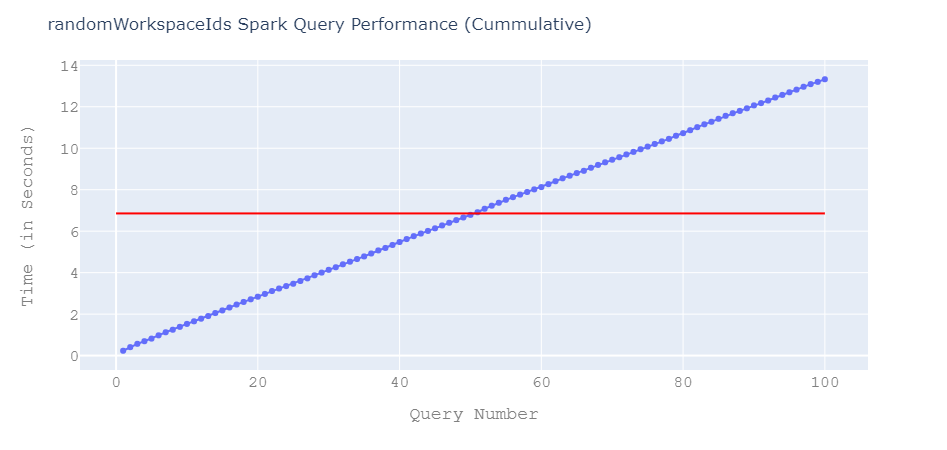 randomWorkspaceIds Spark Query Performance (Cummulative)
14
12
10
8
6
4
2
0
Time (in Seconds)
0 20 40 60 80 100
Query Number